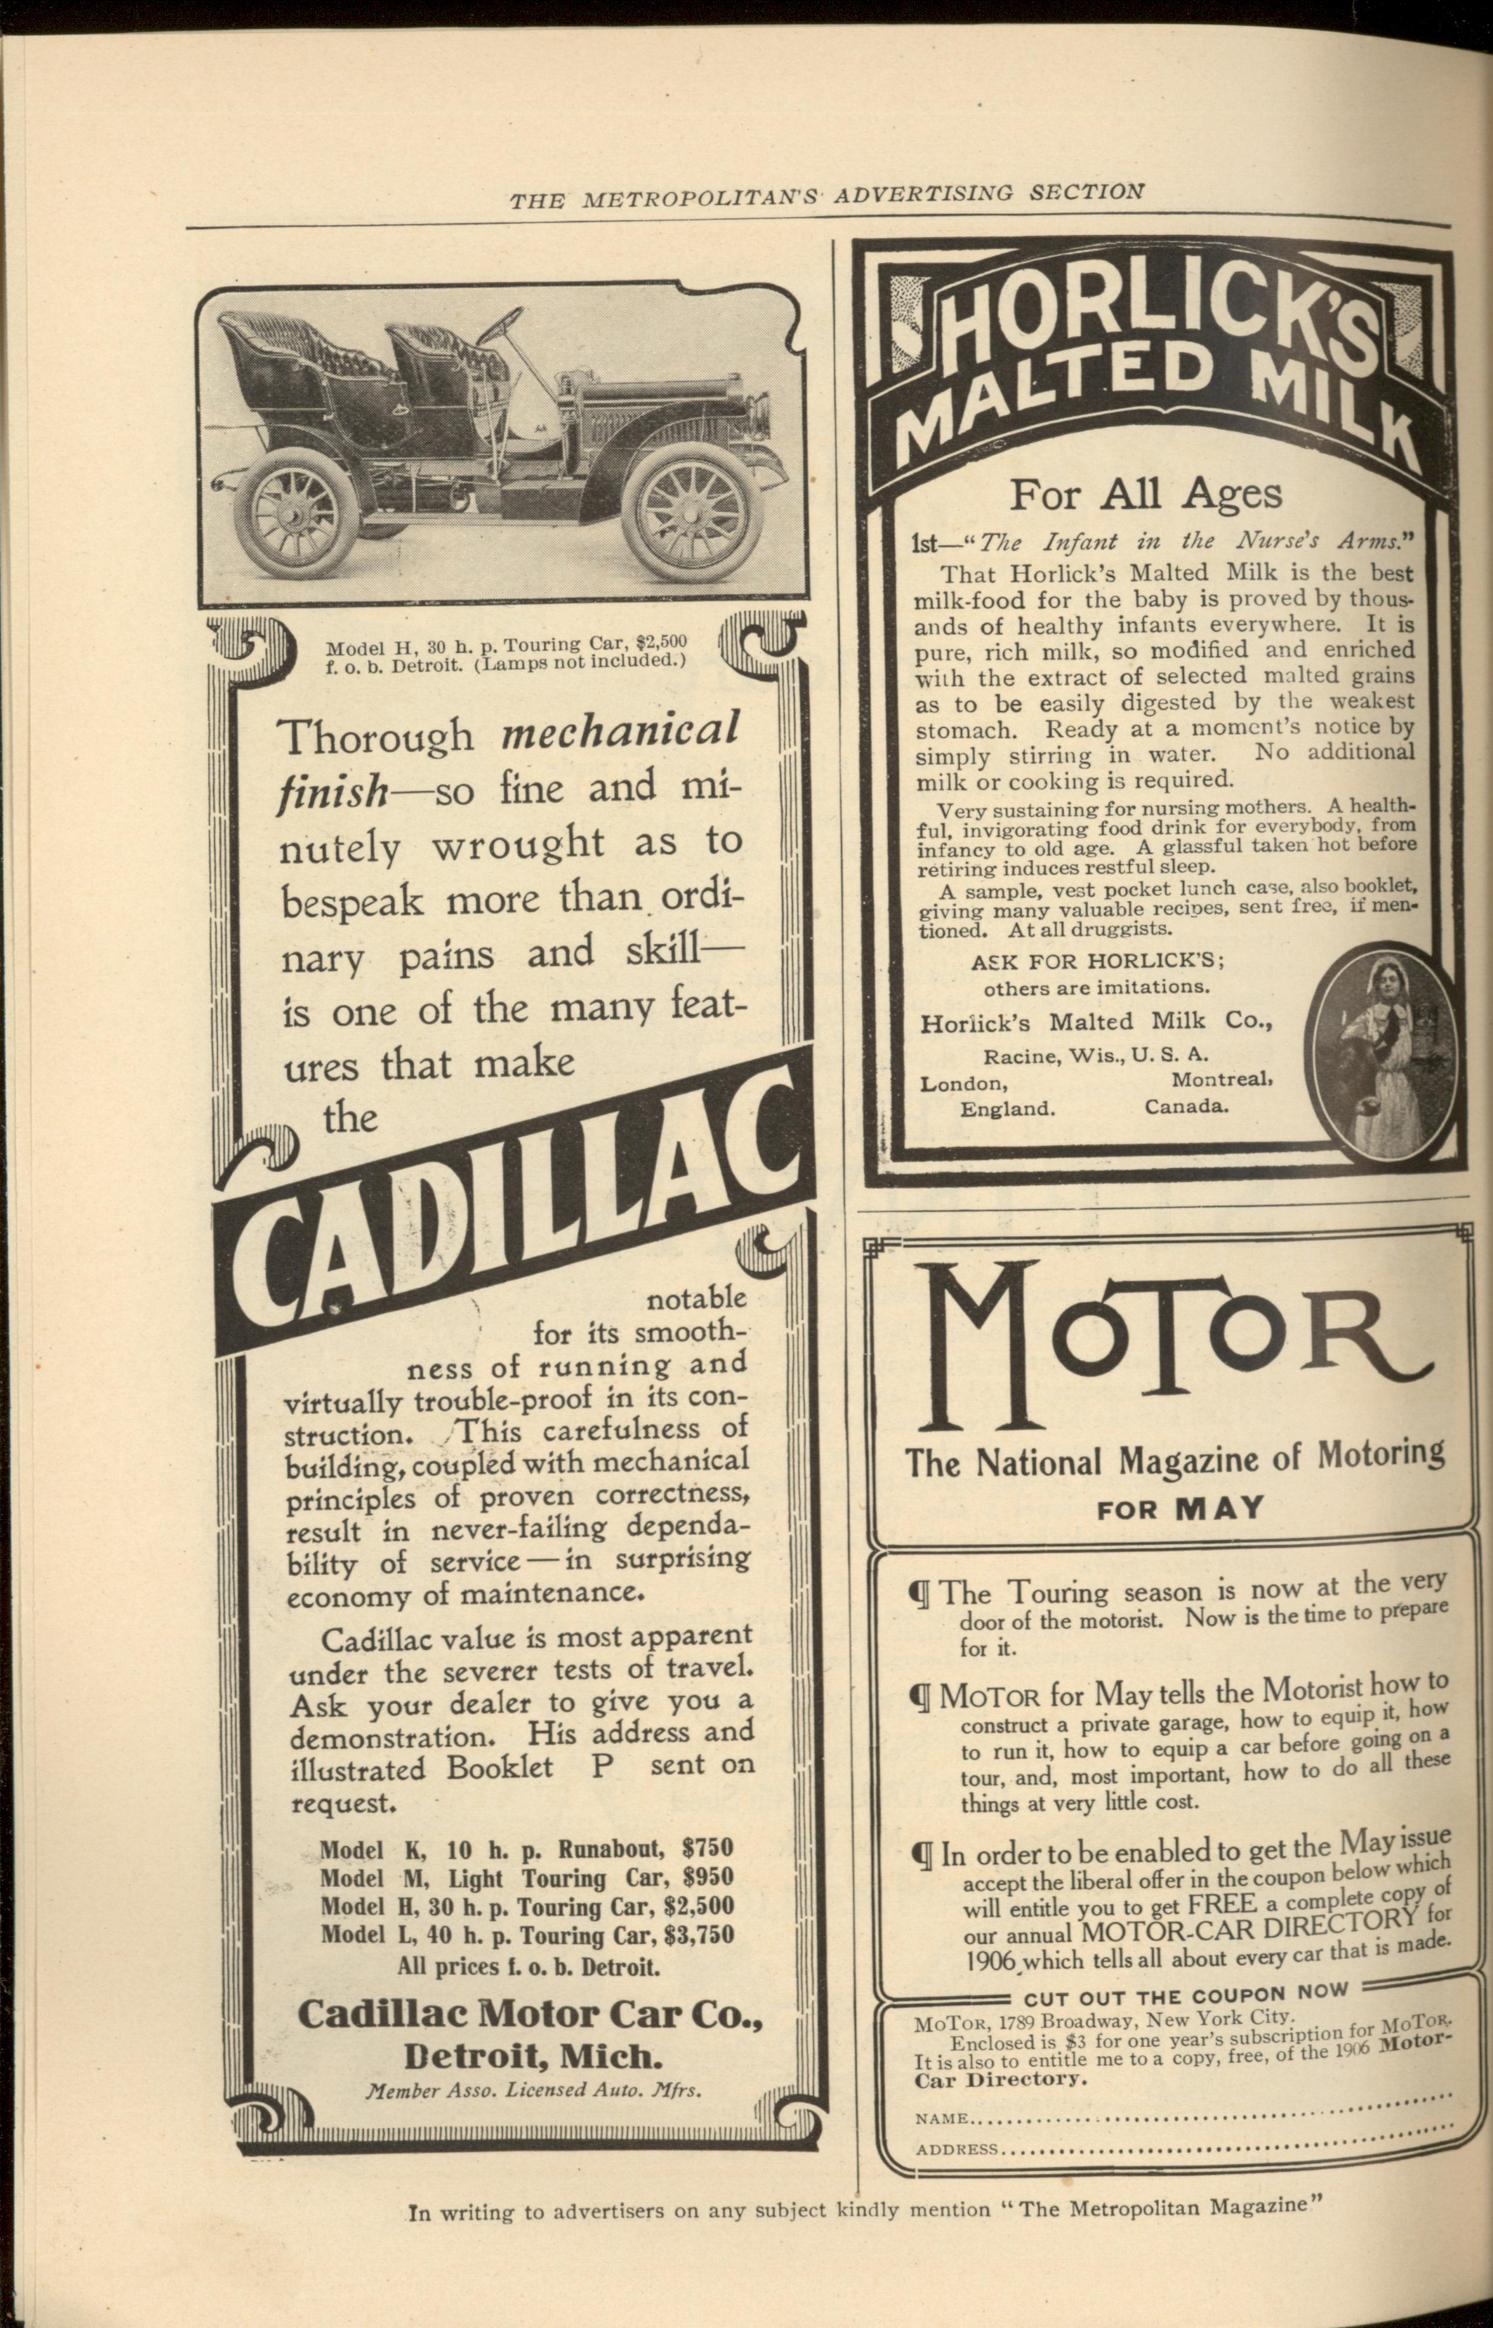 THE METROPOLITAN'S ADVERTISING SECTION
Model H, 30 h. p. Touring Car, $2,500
f. o. b. Detroit. (Lamps not included.)
Thorough mechanical
finish—so fine and mi-
nutely wrought as to
bespeak more than ordi-
nary pains and skill—
is one of the many feat-
ures that make
the
CADILLAC
notable
for its smooth-
ness of running and
virtually trouble-proof in its con-
struction. This carefulness of
building, coupled with mechanical
principles of proven correctness,
result in never-failing dependa-
bility of service—in surprising
economy of maintenance.
Cadillac value is most apparent
under the severer tests of travel.
Ask your dealer to give you a
demonstration. His address and
illustrated Booklet P sent on
request.
Model K, 10 h. p. Runabout, $750
Model M, Light Touring Car, $950
Model H, 30 h. p. Touring Car, $2,500
Model L, 40 h. p. Touring Car, $3,750
All prices f. o. b. Detroit.
Cadillac Motor Car Co.,
Detroit, Mich.
Member Asso. Licensed Auto. Mfrs.
HORLICK'S
MALTED MILK
For All Ages
1st—"The Infant in the Nurse's Arms."
That Horlick's Malted Milk is the best
milk-food for the baby is proved by thous-
ands of healthy infants everywhere. It is
pure, rich milk, so modified and enriched
with the extract of selected malted grains
as to be easily digested by the weakest
stomach. Ready at a moment's notice by
simply stirring in water. No additional
milk or cooking is required.
Very sustaining for nursing mothers. A health-
ful, invigorating food drink for everybody, from
infancy to old age. A glassful taken hot before
retiring induces restful sleep.
A sample, vest pocket lunch case, also booklet,
giving many valuable recipes, sent free, if men-
tioned. At all druggists.
ASK FOR HORLICK'S;
others are imitations.
Horlick's Malted Milk Co.,
Racine, Wis., U. S. A.
London, Montreal,
England. Canada.
MOTOR
The National Magazine of Motoring
FOR MAY
¶ The Touring season is now at the very
door of the motorist. Now is the time to prepare
for it.
¶ MOTOR for May tells the Motorist how to
construct a private garage, how to equip it, how
to run it, how to equip a car before going on a
tour, and, most important, how to do all these
things at very little cost.
¶ In order to be enabled to get the May issue
accept the liberal offer in the coupon below which
will entitle you to get FREE a complete copy of
our annual MOTOR-CAR DIRECTORY for
1906 which tells all about every car that is made.
CUT OUT THE COUPON NOW
MOTOR, 1789 Broadway, New York City.
Enclosed is $3 for one year's subscription for MOTOR.
It is also to entitle me to a copy, free, of the 1906 Motor-
Car Directory.
NAME
ADDRESS
In writing to advertisers on any subject kindly mention "The Metropolitan Magazine"